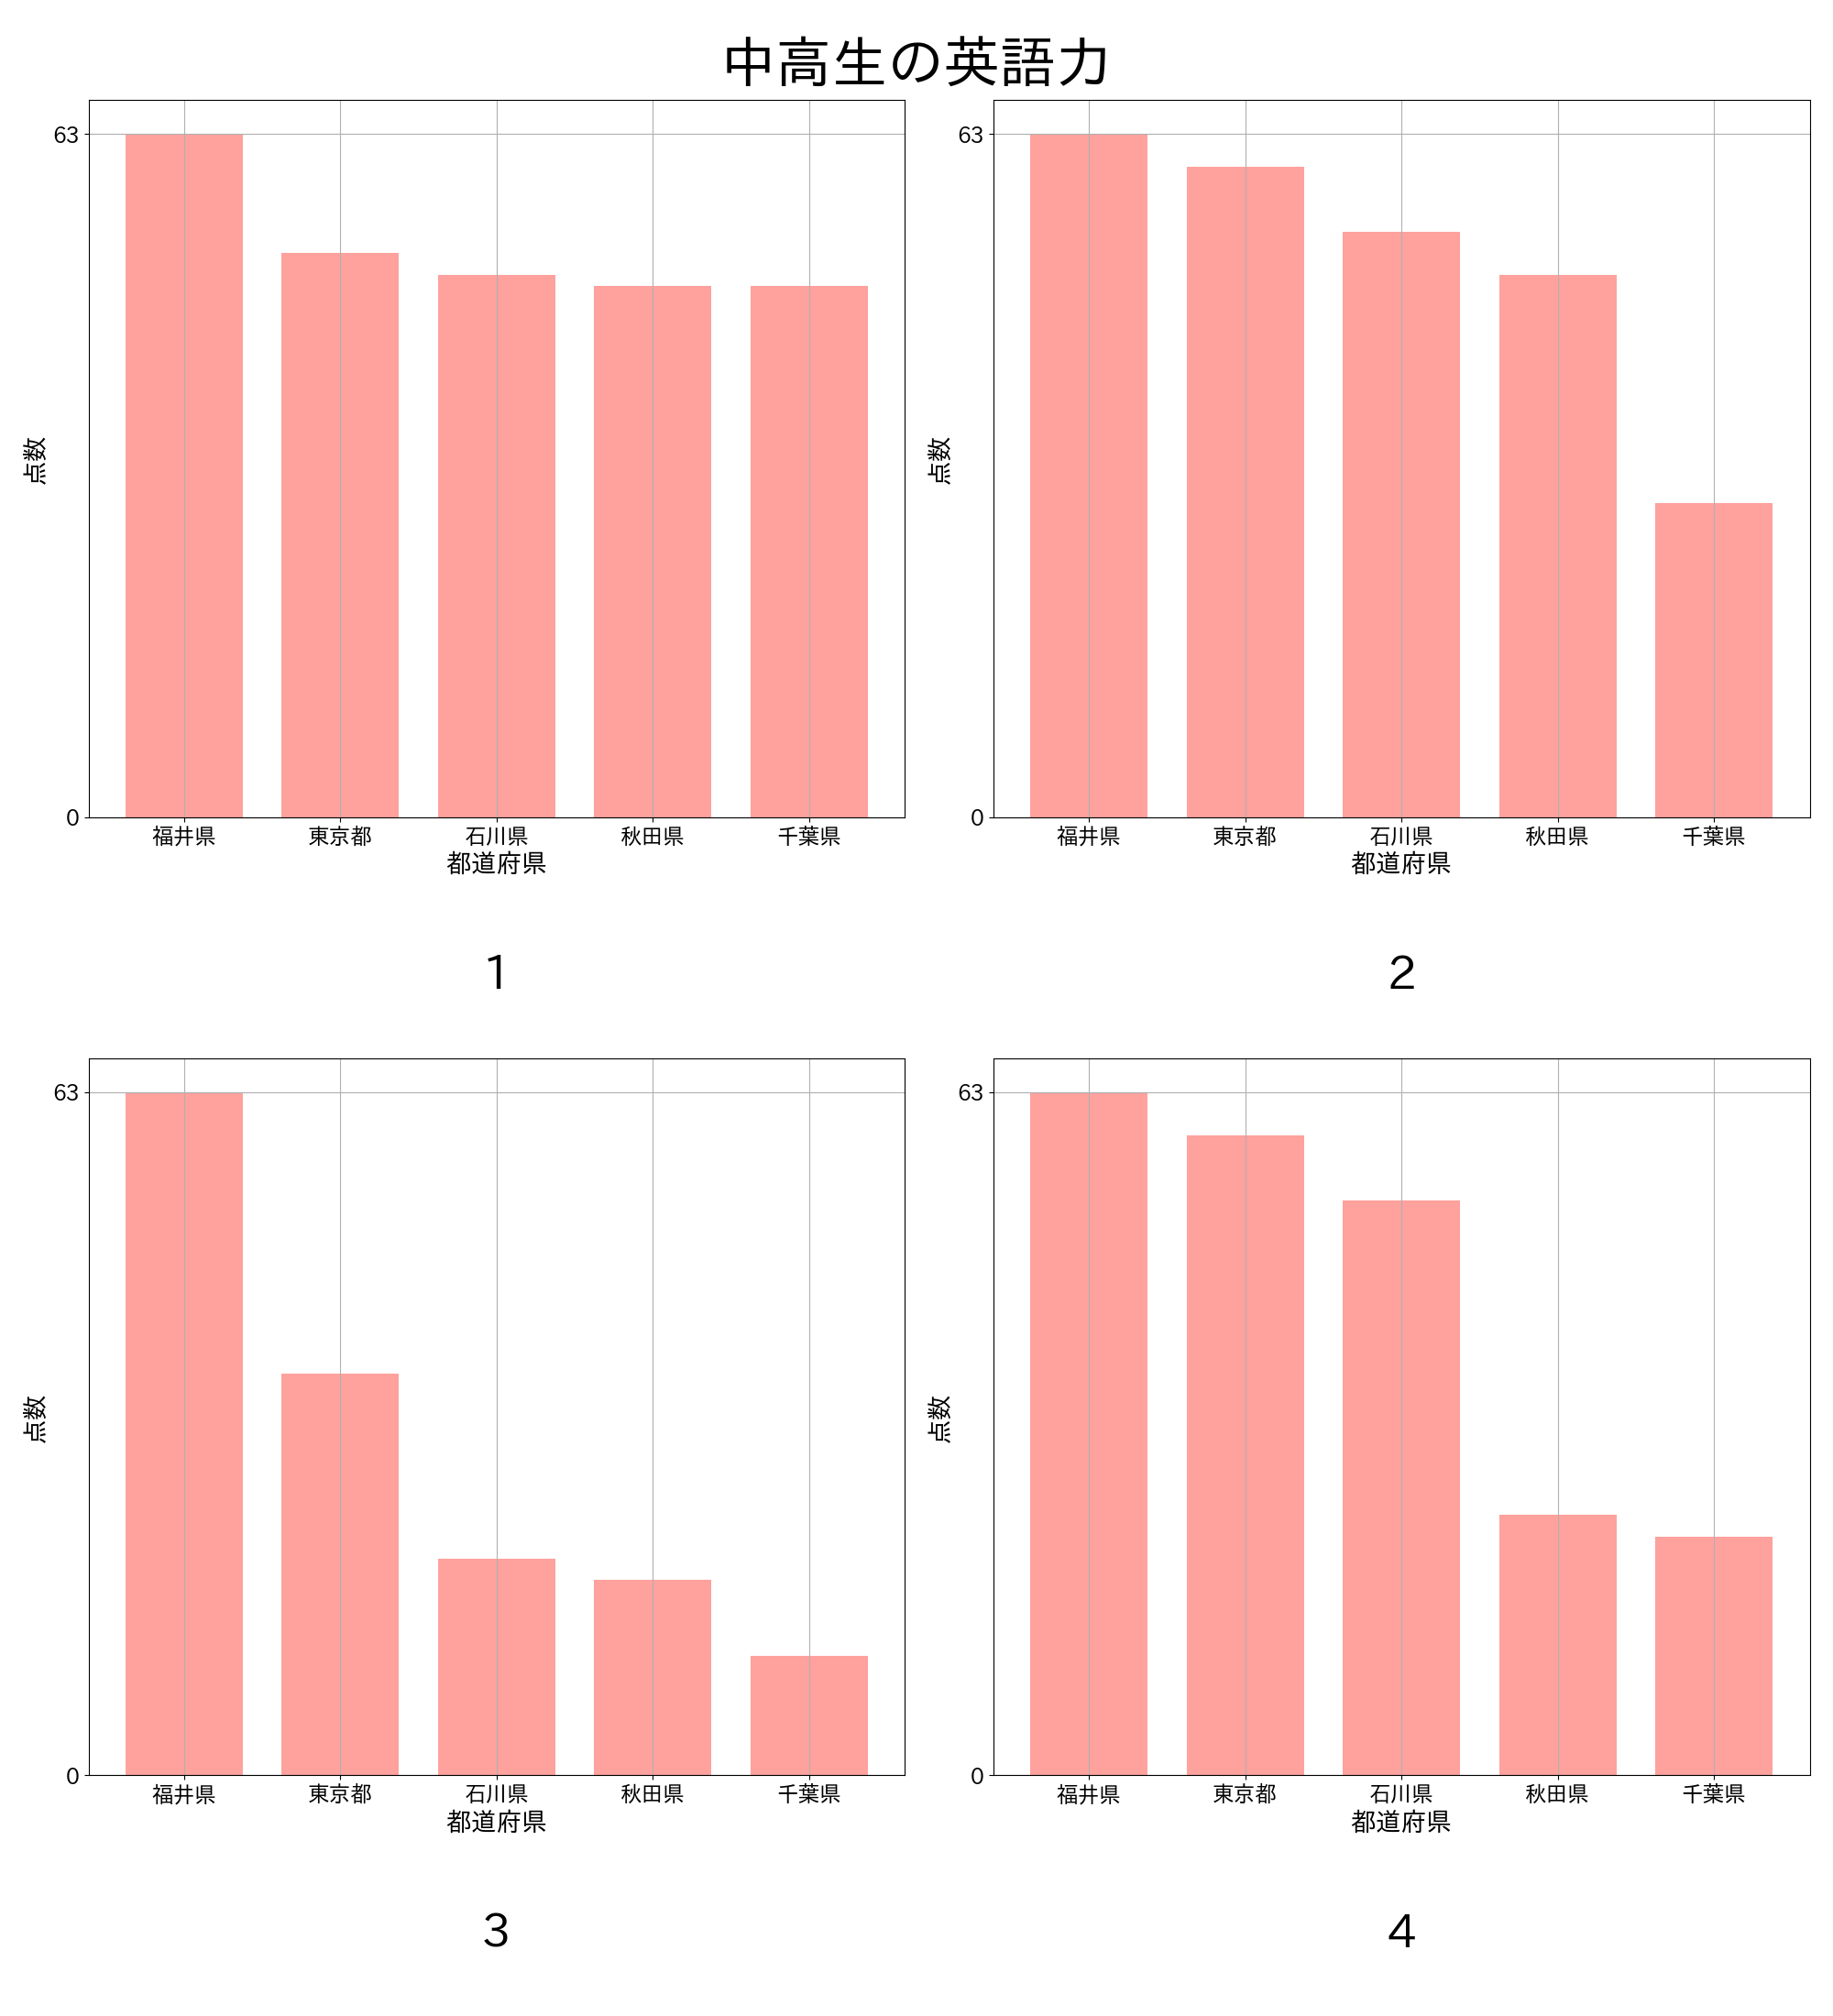 中高生の英語力
63
0
点数
福井県 東京都 石川県 秋田県 千葉県
都道府県
1
63
0
点数
福井県 東京都 石川県 秋田県 千葉県
都道府県
2
63
0
点数
福井県 東京都 石川県 秋田県 千葉県
都道府県
3
63
0
点数
福井県 東京都 石川県 秋田県 千葉県
都道府県
4